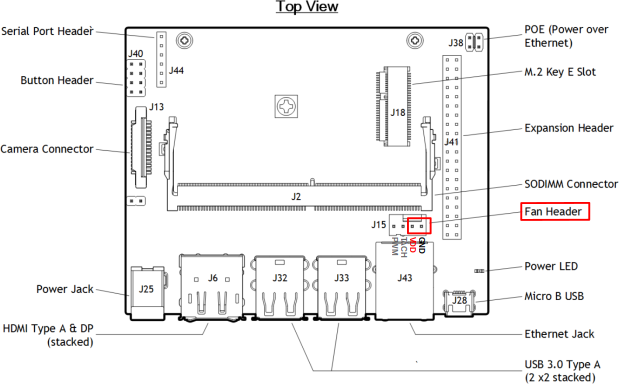 Top View
Serial Port Header
J40
J44
J38
POE (Power over
Ethernet)
Button Header
M.2 Key E Slot
J13
J18
J41
Expansion Header
Camera Connector
J2
SODIMM Connector
Fan Header
J15
PWM
TACH
VDD
GND
Power LED
Power Jack
J25
J6
J32
J33
J43
J28
Micro B USB
HDMI Type A & DP
(stacked)
Ethernet Jack
USB 3.0 Type A
(2 x2 stacked)